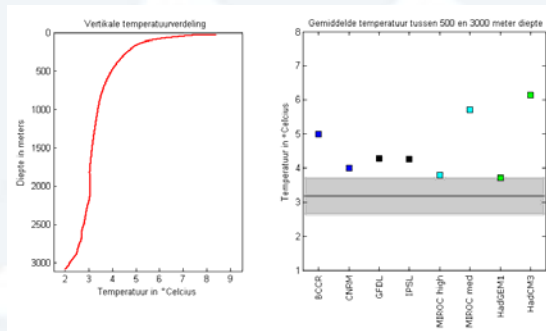 Vertikale temperatuurverdeling
0
500
1000
1500
2000
2500
3000
Diepte in meters
2 3 4 5 6 7 8 9
Temperatuur in °Celcius
Gemiddelde temperatuur tussen 500 en 3000 meter diepte
8
7
6
5
4
3
2
1
Temperatuur in °Celcius
BCCR
CNRM
GFDL
IPSL
MIROC high
MIROC med
HadGEM1
HadCM3